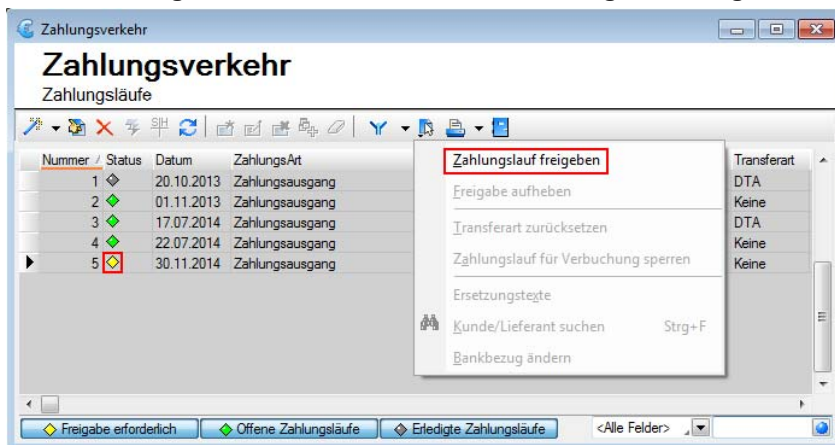 Zahlungsverkehr
Zahlungsverkehr
Zahlungsläufe
Nummer Status Datum ZahlungsArt Transferart
1 20.10.2013 Zahlungsausgang DTA
2 01.11.2013 Zahlungsausgang Keine
3 17.07.2014 Zahlungsausgang DTA
4 22.07.2014 Zahlungsausgang Keine
5 30.11.2014 Zahlungsausgang Keine
Zahlungslauf freigeben
Freigabe aufheben
Transferart zurücksetzen
Zahlungslauf für Verbuchung sperren
Ersetzungstexte
Kunde/Lieferant suchen Strg+F
Bankbezug ändern
Freigabe erforderlich Offene Zahlungsläufe Erledigte Zahlungsläufe <Alle Felder>